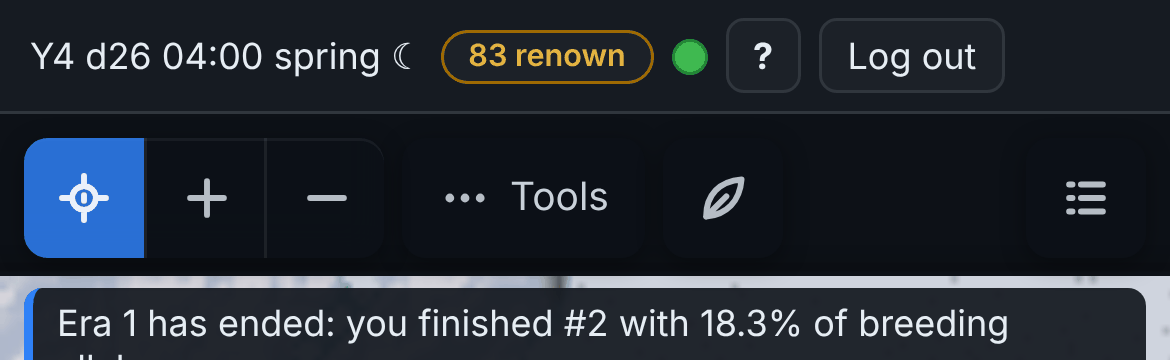 Y4 d26 04:00 spring ☾ 83 renown ? Log out
Tools
Era 1 has ended: you finished #2 with 18.3% of breeding